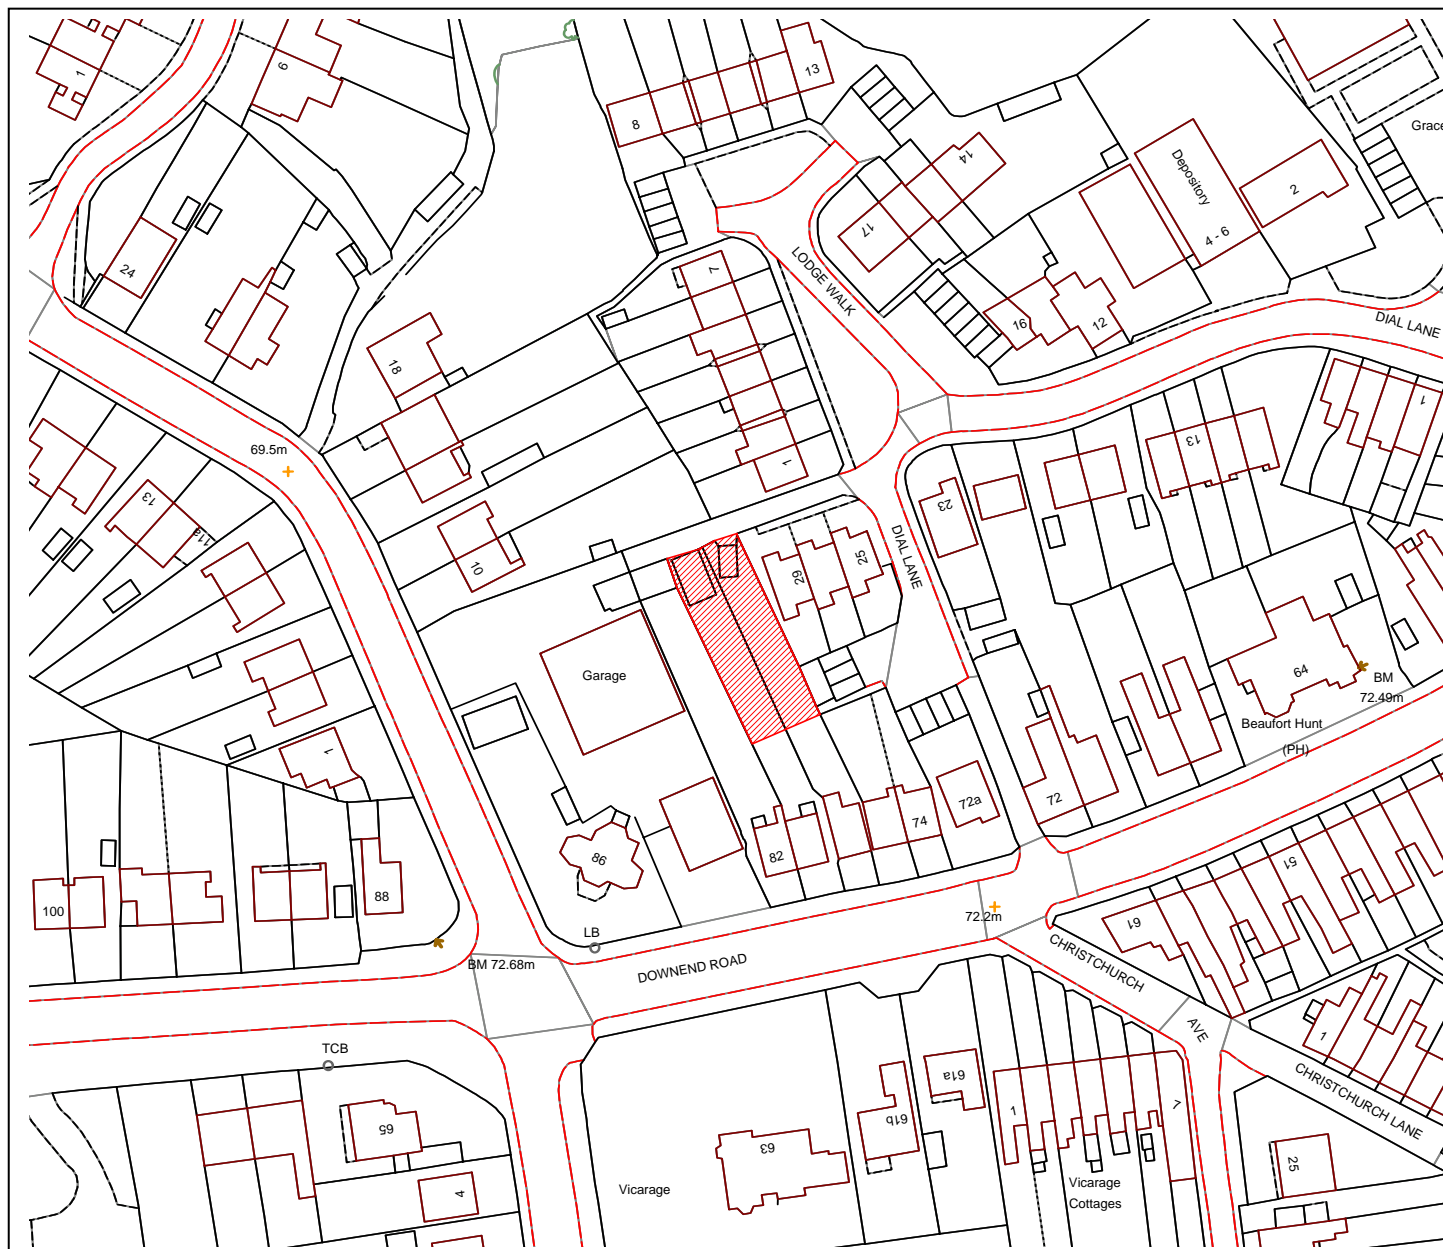 1
6
8
13
14
17
Depository
4 - 6
2
Grace
24
7
LODGE WALK
16
12
DIAL LANE
18
1
13
69.5m
1
23
13
11a
10
29
25
DIAL LANE
Garage
64
BM
72.49m
Beaufort Hunt
(PH)
1
72a
72
74
82
86
51
88
100
61
72.2m
LB
CHRISTCHURCH
BM 72.68m
DOWNEND ROAD
AVE
TCB
1
61a
CHRISTCHURCH LANE
1
7
61b
65
63
25
Vicarage
4
Vicarage
Cottages